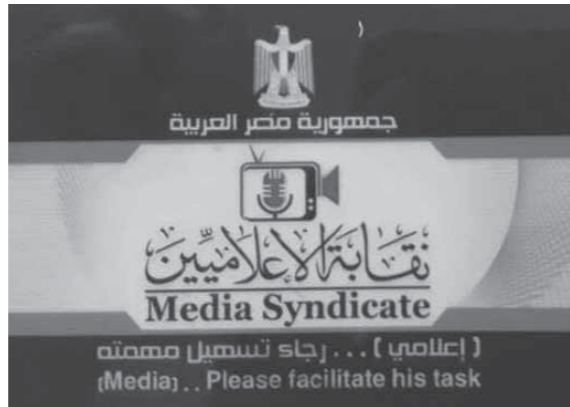 جمهورية مصر العربية
نقابة الإعلاميين
Media Syndicate
( إعلامي ) ... رجاء تسهيل مهمته
(Media) .. Please facilitate his task